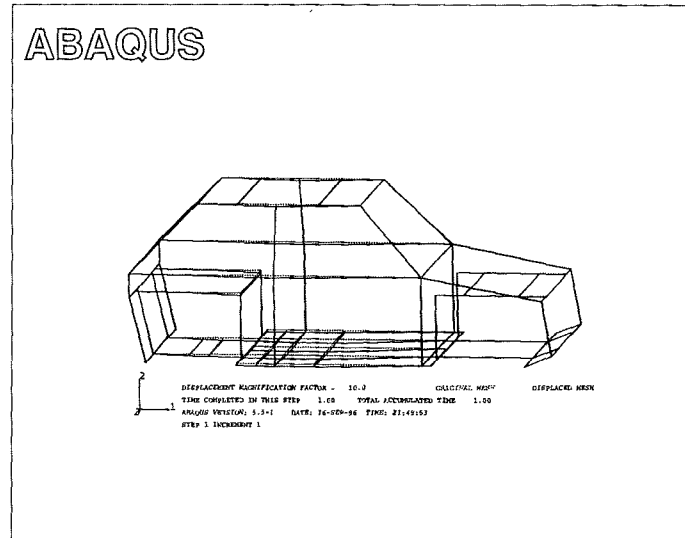 ABAQUS
2
1
3
DISPLACEMENT MAGNIFICATION FACTOR = 10.0 ORIGINAL MESH DISPLACED MESH
TIME COMPLETED IN THIS STEP 1.00 TOTAL ACCUMULATED TIME 1.00
ABAQUS VERSION: 5.5-1 DATE: 16-SEP-96 TIME: 21:49:53
STEP 1 INCREMENT 1